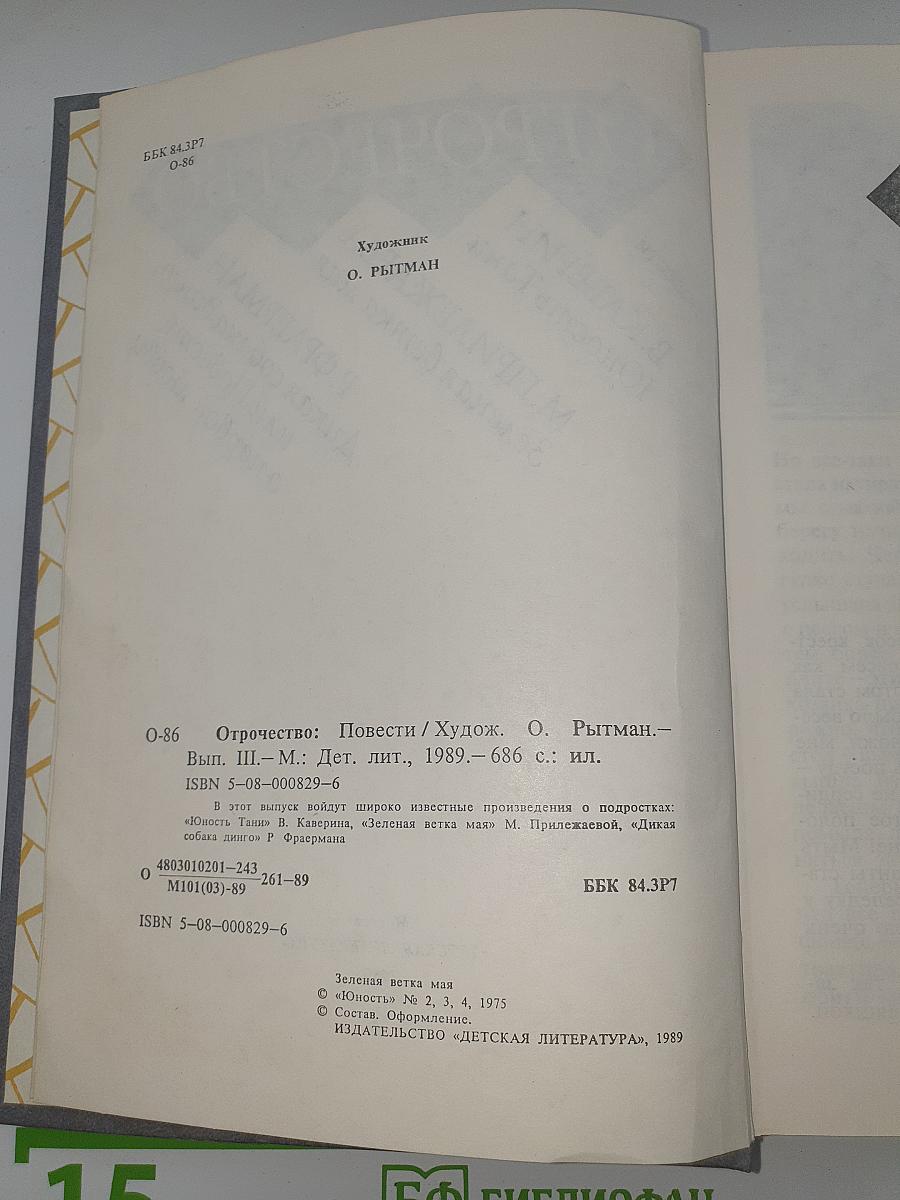 ББК 84.3Р7
О-86
Художник
О. РЫТМАН
О-86 Отрочество: Повести / Худож. О. Рытман.—
Вып. III.— М.: Дет. лит., 1989.— 686 с.: ил.
ISBN 5—08—000829—6
В этот выпуск войдут широко известные произведения о подростках:
«Юность Тани» В. Каверина, «Зеленая ветка мая» М. Прилежаевой, «Дикая
собака динго» Р Фраермана
О 4803010201—243
М101(03)-89 261—89
ББК 84.3Р7
ISBN 5—08—000829—6
Зеленая ветка мая
© «Юность» № 2, 3, 4, 1975
© Состав. Оформление.
ИЗДАТЕЛЬСТВО «ДЕТСКАЯ ЛИТЕРАТУРА», 1989
15
БФ БИБЛИОФАН